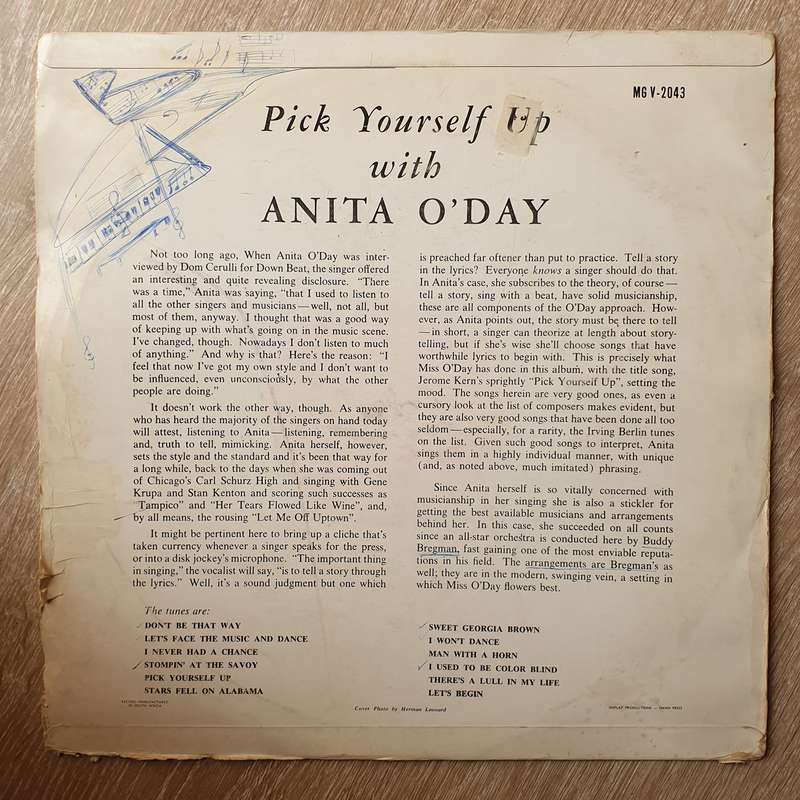 MG V-2043
Pick Yourself Up
with
ANITA O'DAY
Not too long ago, When Anita O'Day was inter-
viewed by Dom Cerulli for Down Beat, the singer offered
an interesting and quite revealing disclosure. “There
was a time,” Anita was saying, “that I used to listen to
all the other singers and musicians—well, not all, but
most of them, anyway. I thought that was a good way
of keeping up with what's going on in the music scene.
I've changed, though. Nowadays I don't listen to much
of anything.” And why is that? Here's the reason: “I
feel that now I've got my own style and I don't want to
be influenced, even unconsciously, by what the other
people are doing.”
It doesn't work the other way, though. As anyone
who has heard the majority of the singers on hand today
will attest, listening to Anita—listening, remembering
and, truth to tell, mimicking. Anita herself, however,
sets the style and the standard and it's been that way for
a long while, back to the days when she was coming out
of Chicago's Carl Schurz High and singing with Gene
Krupa and Stan Kenton and scoring such successes as
“Tampico” and “Her Tears Flowed Like Wine”, and,
by all means, the rousing “Let Me Off Uptown”.
It might be pertinent here to bring up a cliche that's
taken currency whenever a singer speaks for the press,
or into a disk jockey's microphone. “The important thing
in singing,” the vocalist will say, “is to tell a story through
the lyrics.” Well, it's a sound judgment but one which
is preached far oftener than put to practice. Tell a story
in the lyrics? Everyone knows a singer should do that.
In Anita's case, she subscribes to the theory, of course—
tell a story, sing with a beat, have solid musicianship,
these are all components of the O'Day approach. How-
ever, as Anita points out, the story must be there to tell
—in short, a singer can theorize at length about story-
telling, but if she's wise she'll choose songs that have
worthwhile lyrics to begin with. This is precisely what
Miss O'Day has done in this album, with the title song,
Jerome Kern's sprightly “Pick Yourself Up”, setting the
mood. The songs herein are very good ones, as even a
cursory look at the list of composers makes evident, but
they are also very good songs that have been done all too
seldom—especially, for a rarity, the Irving Berlin tunes
on the list. Given such good songs to interpret, Anita
sings them in a highly individual manner, with unique
(and, as noted above, much imitated) phrasing.
Since Anita herself is so vitally concerned with
musicianship in her singing she is also a stickler for
getting the best available musicians and arrangements
behind her. In this case, she succeeded on all counts
since an all-star orchestra is conducted here by Buddy
Bregman, fast gaining one of the most enviable reputa-
tions in his field. The arrangements are Bregman's as
well; they are in the modern, swinging vein, a setting in
which Miss O'Day flowers best.
The tunes are:
DON'T BE THAT WAY
LET'S FACE THE MUSIC AND DANCE
I NEVER HAD A CHANCE
STOMPIN' AT THE SAVOY
PICK YOURSELF UP
STARS FELL ON ALABAMA
SWEET GEORGIA BROWN
I WON'T DANCE
MAN WITH A HORN
I USED TO BE COLOR BLIND
THERE'S A LULL IN MY LIFE
LET'S BEGIN
Cover Photo by Herman Leonard